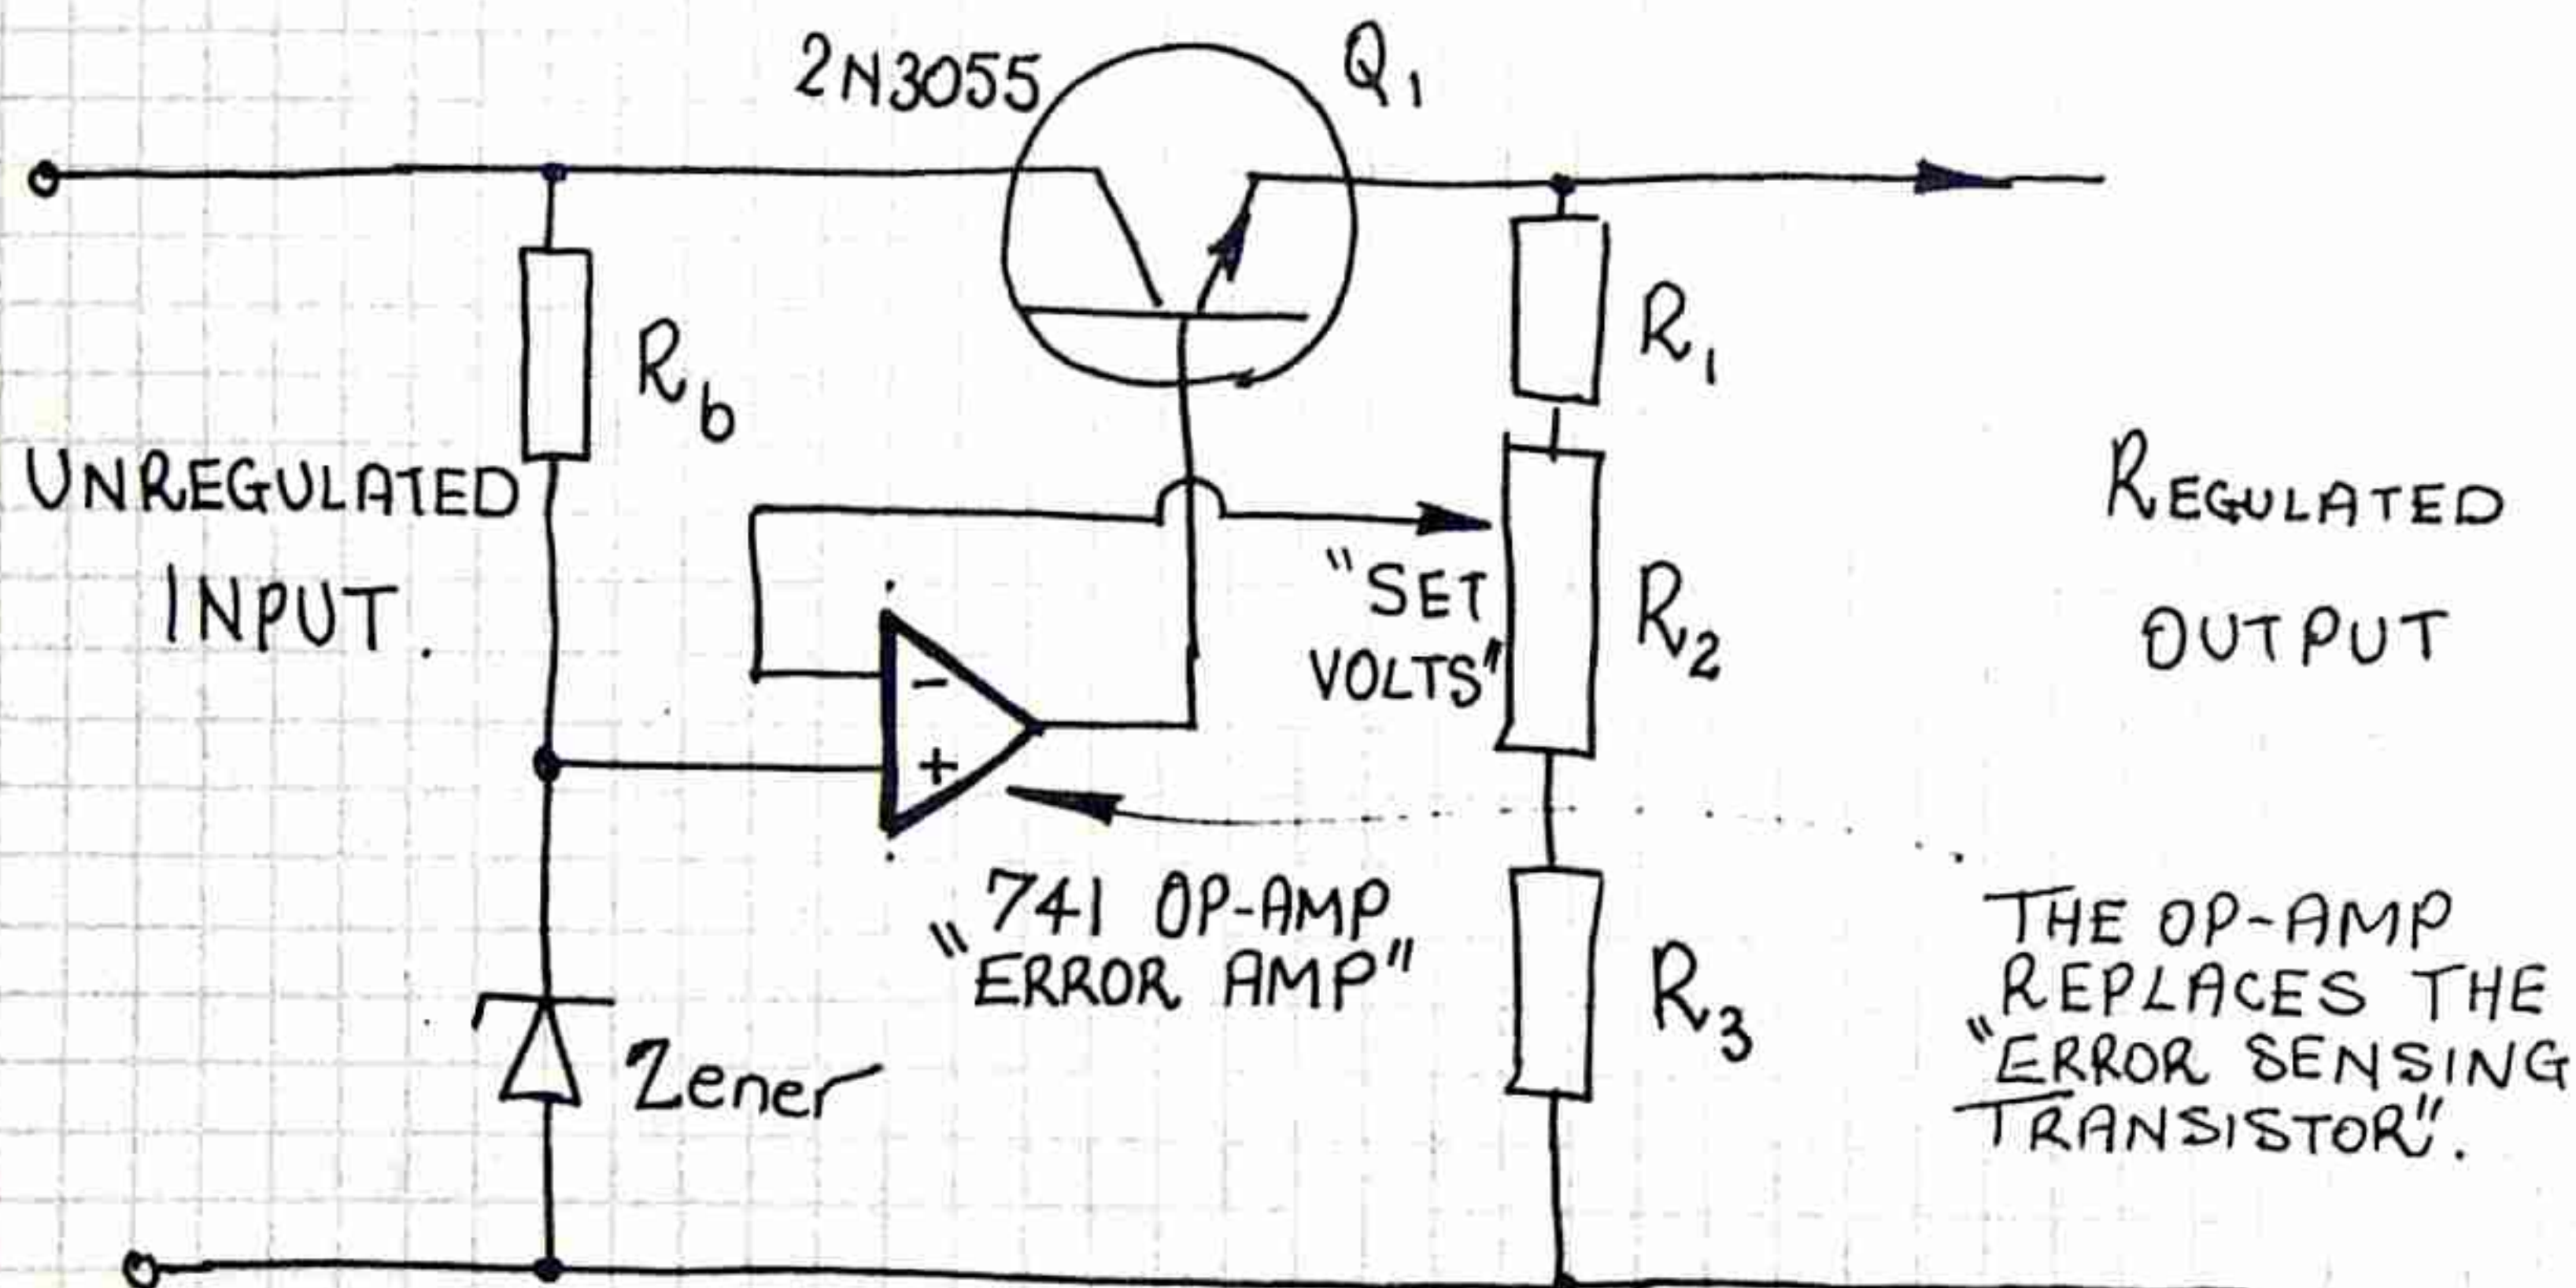 2N3055
Q1
Rb
R1
UNREGULATED
INPUT.
REGULATED
OUTPUT
"SET
VOLTS"
R2
-
+
741 OP-AMP
"ERROR AMP"
THE OP-AMP
REPLACES THE
"ERROR SENSING
TRANSISTOR".
R3
Zener